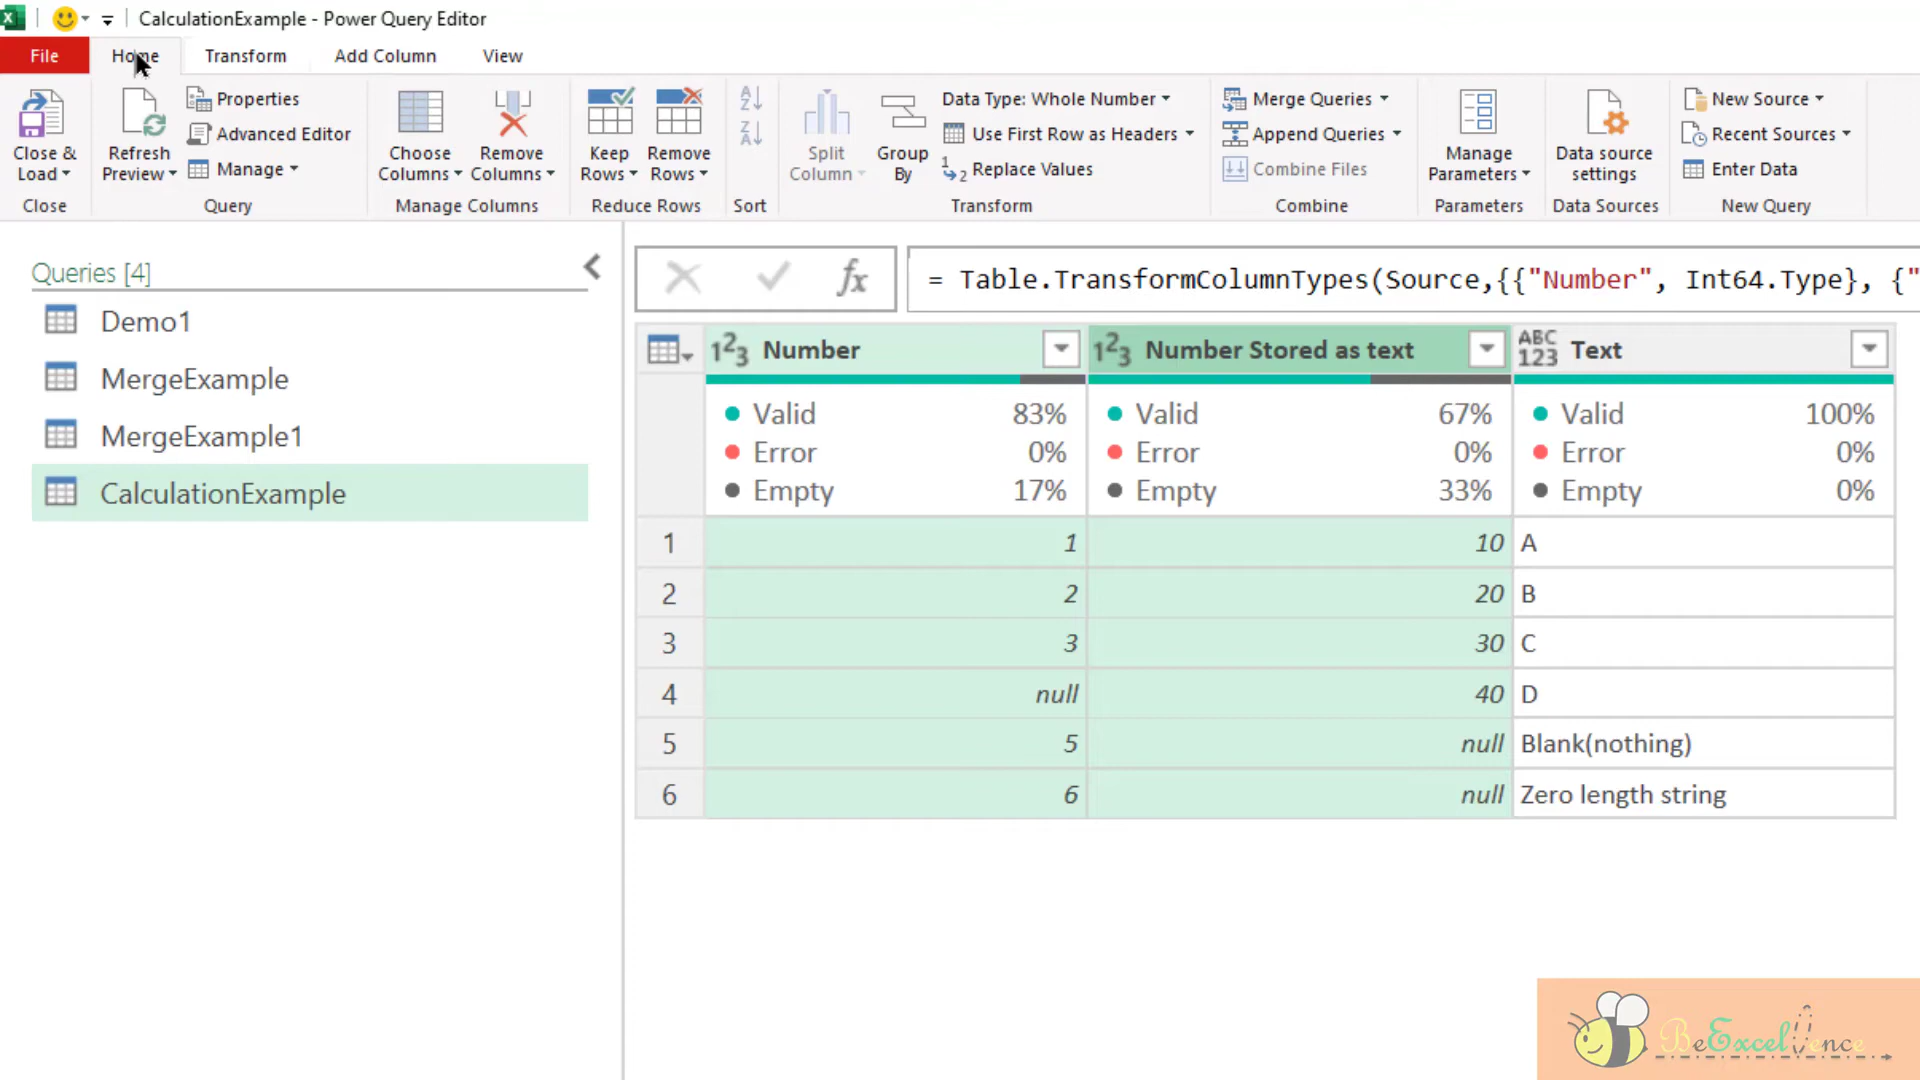 CalculationExample - Power Query Editor
File Home Transform Add Column View
Close & Load
Refresh Preview
Properties
Advanced Editor
Manage
Choose Columns
Remove Columns
Keep Rows
Remove Rows
A Z
Z A
Split Column
Group By
Data Type: Whole Number
Use First Row as Headers
Replace Values
Merge Queries
Append Queries
Combine Files
Manage Parameters
Data source settings
New Source
Recent Sources
Enter Data
Close Query Manage Columns Reduce Rows Sort Transform Combine Parameters Data Sources New Query
Queries [4]
Demo1
MergeExample
MergeExample1
CalculationExample
fx = Table.TransformColumnTypes(Source,{{"Number", Int64.Type}, {"
123 Number 123 Number Stored as text ABC 123 Text
Valid 83% Valid 67% Valid 100%
Error 0% Error 0% Error 0%
Empty 17% Empty 33% Empty 0%
1 1 10 A
2 2 20 B
3 3 30 C
4 null 40 D
5 5 null Blank(nothing)
6 6 null Zero length string
BeExcellence